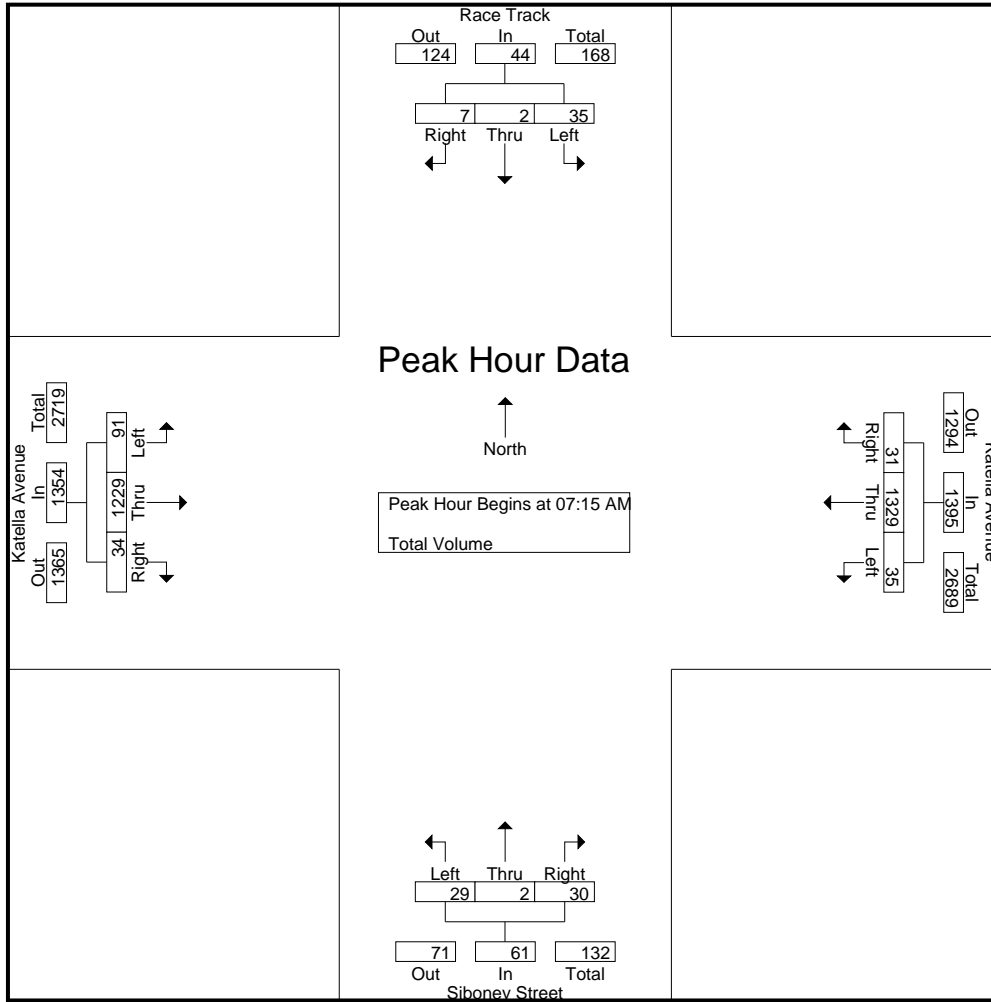 Race Track
Out In Total
124 44 168
7 2 35
Right Thru Left
Peak Hour Data
North
Peak Hour Begins at 07:15 AM
Total Volume
Katella Avenue
Out In Total
1365 1354 2719
34 1229 91
Right Thru Left
Katella Avenue
Out In Total
1294 1395 2689
31 1329 35
Right Thru Left
Left Thru Right
29 2 30
71 61 132
Out In Total
Siboney Street